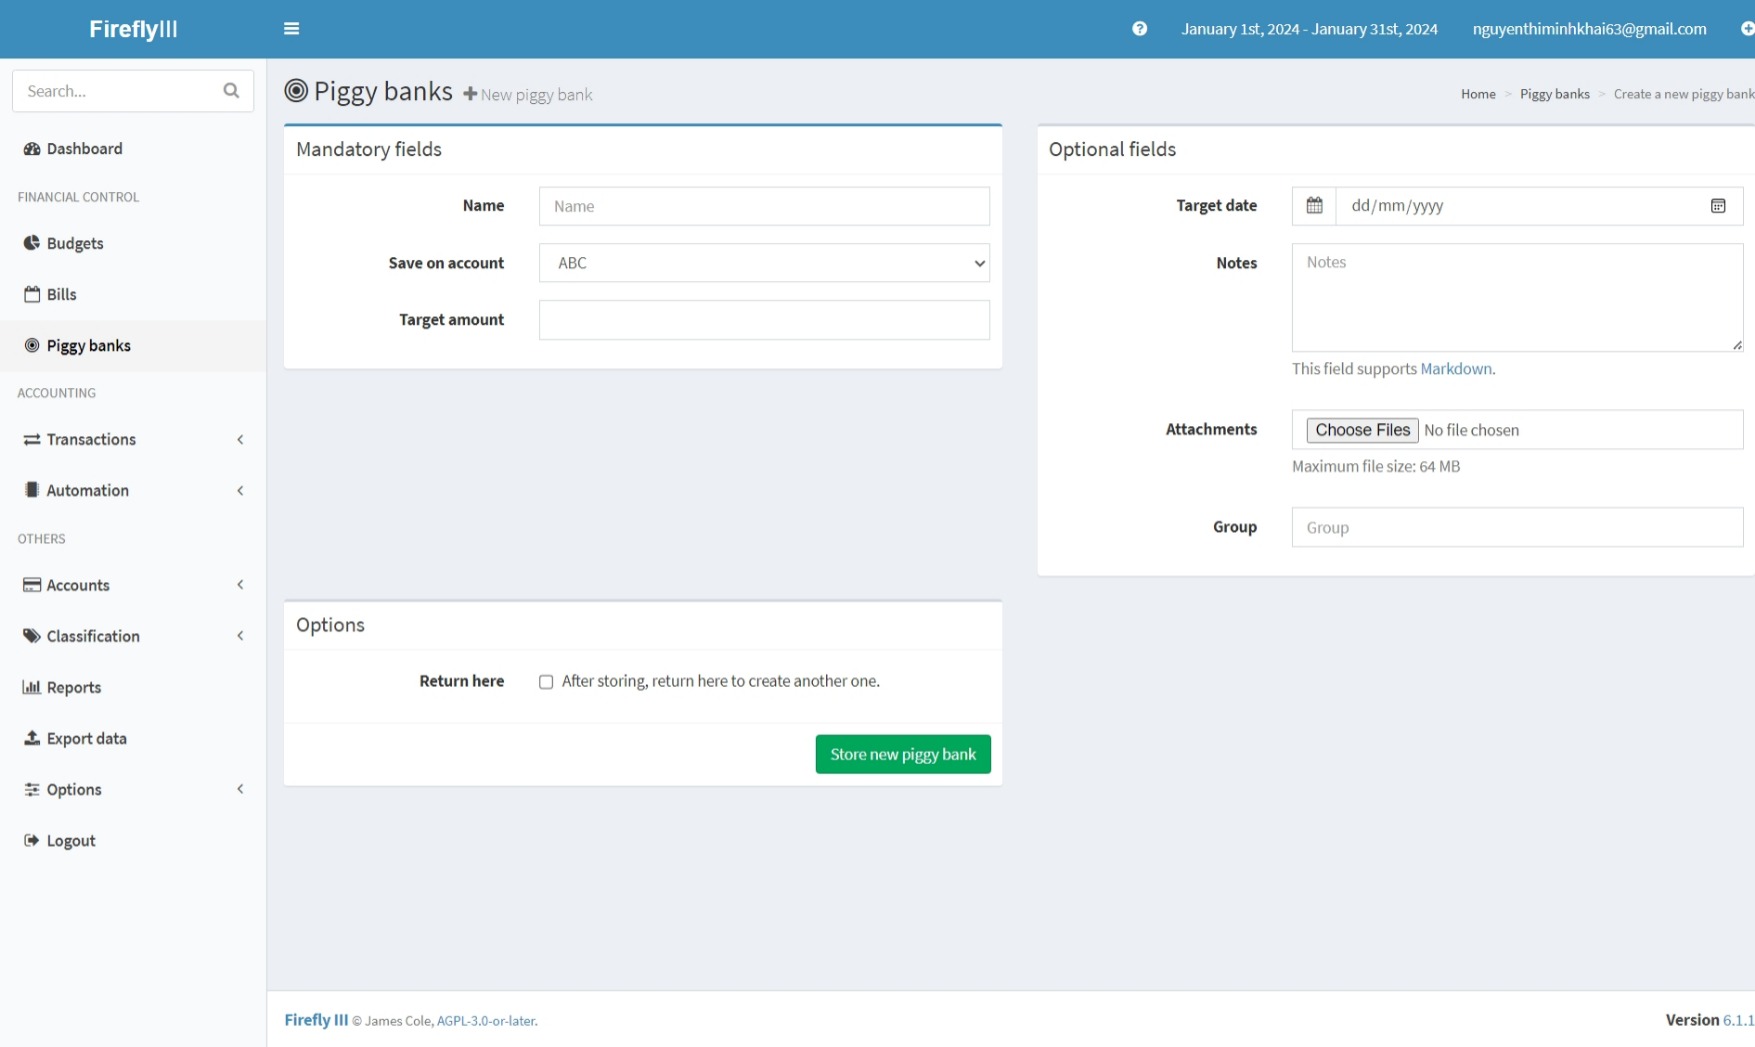 FireflyIII
January 1st, 2024 - January 31st, 2024
nguyenthiminhkhai63@gmail.com
Search...
Dashboard
FINANCIAL CONTROL
Budgets
Bills
Piggy banks
ACCOUNTING
Transactions
Automation
OTHERS
Accounts
Classification
Reports
Export data
Options
Logout
Piggy banks New piggy bank
Home > Piggy banks > Create a new piggy bank
Mandatory fields
Name Name
Save on account ABC
Target amount
Optional fields
Target date dd/mm/yyyy
Notes Notes
This field supports Markdown.
Attachments Choose Files No file chosen
Maximum file size: 64 MB
Group Group
Options
Return here After storing, return here to create another one.
Store new piggy bank
Firefly III © James Cole, AGPL-3.0-or-later.
Version 6.1.1